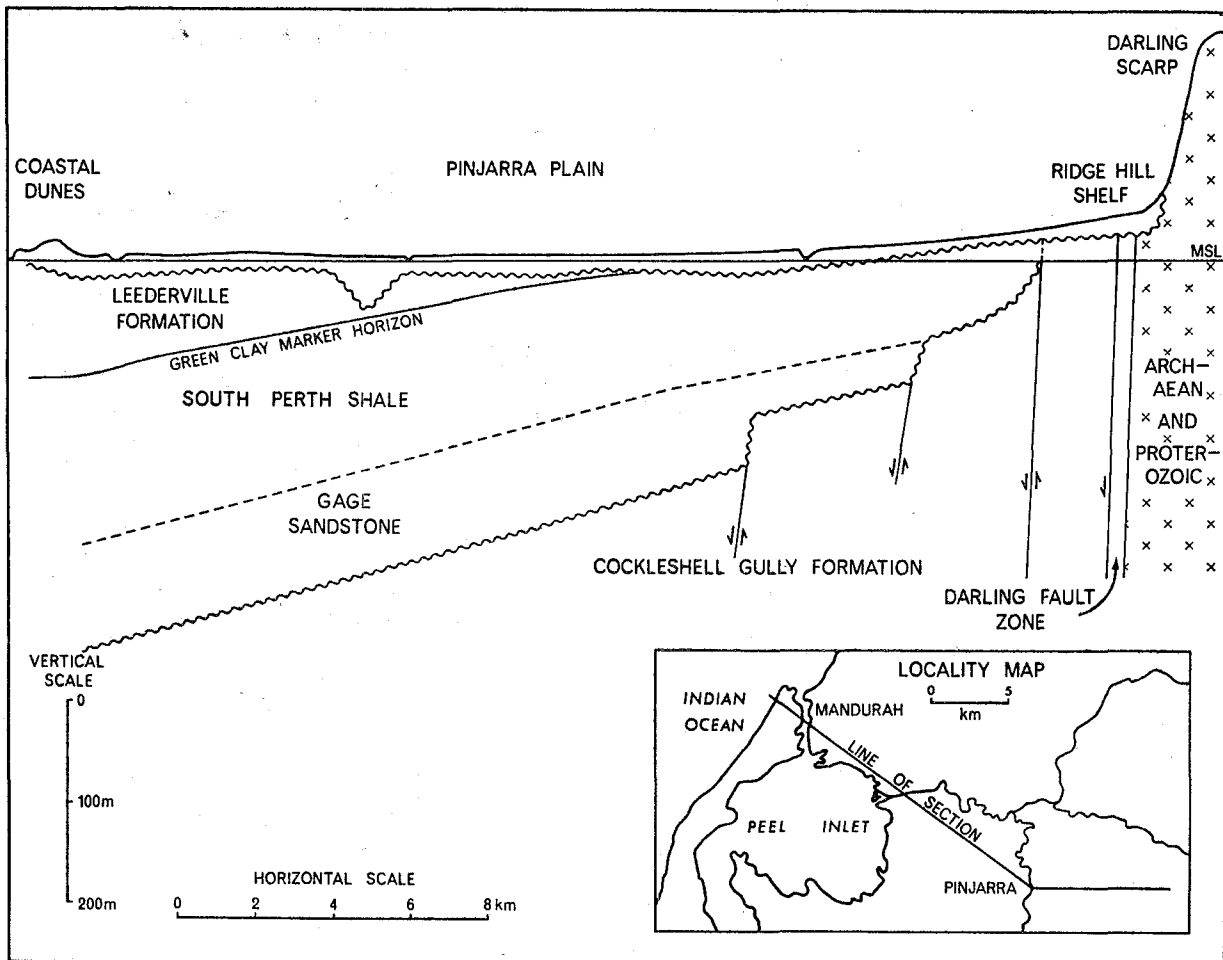 DARLING
SCARP
COASTAL
DUNES
PINJARRA PLAIN
RIDGE HILL
SHELF
MSL
LEEDERVILLE
FORMATION
GREEN CLAY MARKER HORIZON
SOUTH PERTH SHALE
ARCH-
AEAN
AND
PROTER-
OZOIC
GAGE
SANDSTONE
COCKLESHELL GULLY FORMATION
DARLING FAULT
ZONE
VERTICAL
SCALE
0
100m
200m
HORIZONTAL SCALE
0 2 4 6 8 km
LOCALITY MAP
0 5
km
INDIAN
OCEAN
MANDURAH
LINE OF SECTION
PEEL INLET
PINJARRA